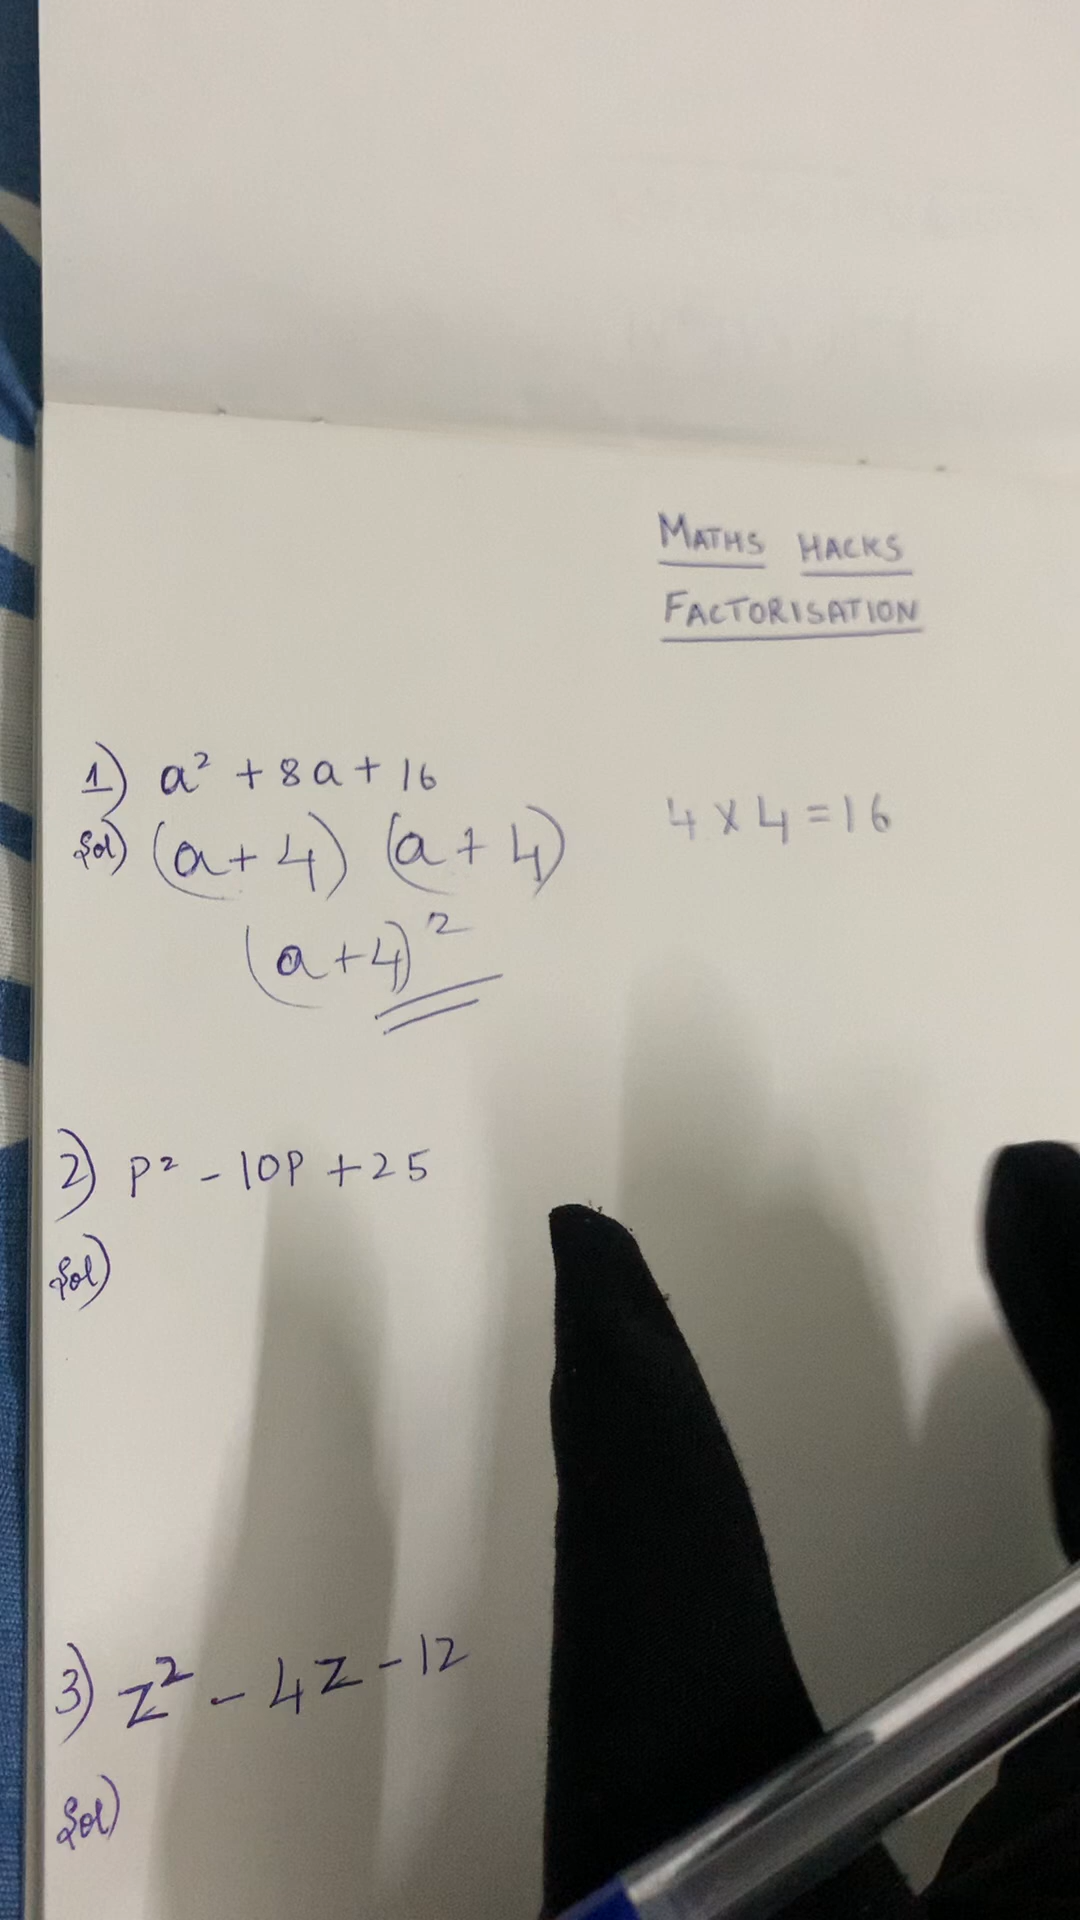 MATHS HACKS
FACTORISATION
1) a² + 8a + 16
Sol) (a + 4) (a + 4)
4 x 4 = 16
(a + 4)²
2) P² - 10P + 25
Sol)
3) z² - 4z - 12
Sol)